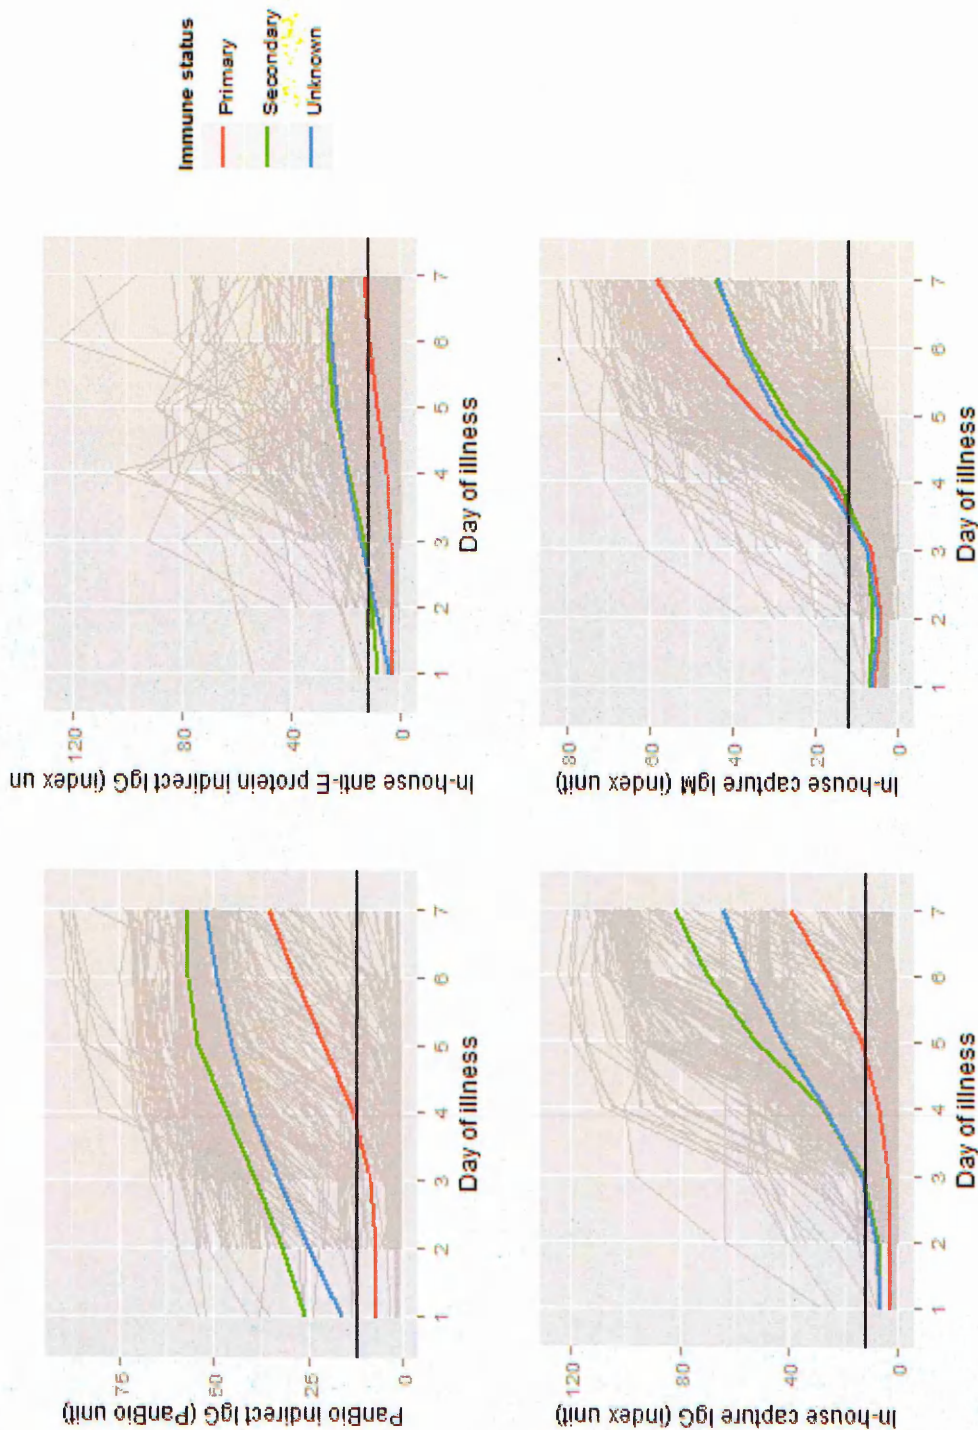 PanBio indirect IgG (PanBio unit)
75
50
25
0
1 2 3 4 5 6 7
Day of illness
In-house anti-E protein indirect IgG (index un
120
80
40
0
1 2 3 4 5 6 7
Day of illness
Immune status
Primary
Secondary
Unknown
In-house capture IgG (index unit)
120
80
40
0
1 2 3 4 5 6 7
Day of illness
In-house capture IgM (index unit)
80
60
40
20
0
1 2 3 4 5 6 7
Day of illness